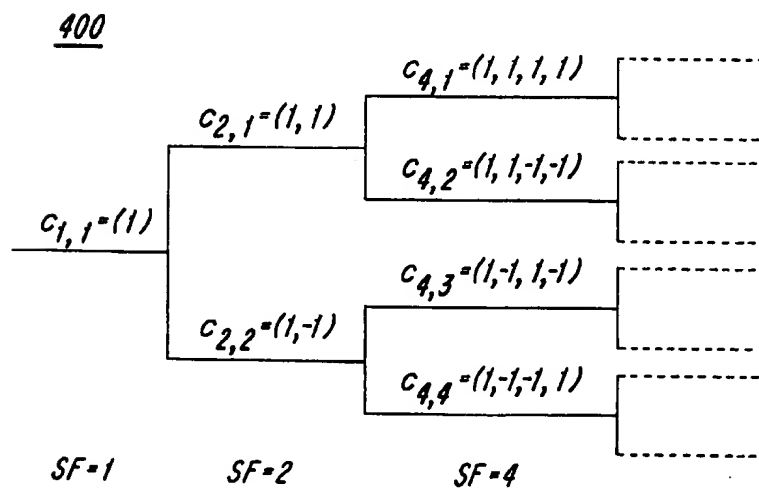 400
c4,1=(1,1,1,1)
c2,1=(1,1)
c4,2=(1,1,-1,-1)
c1,1=(1)
c4,3=(1,-1,1,-1)
c2,2=(1,-1)
c4,4=(1,-1,-1,1)
SF=1 SF=2 SF=4